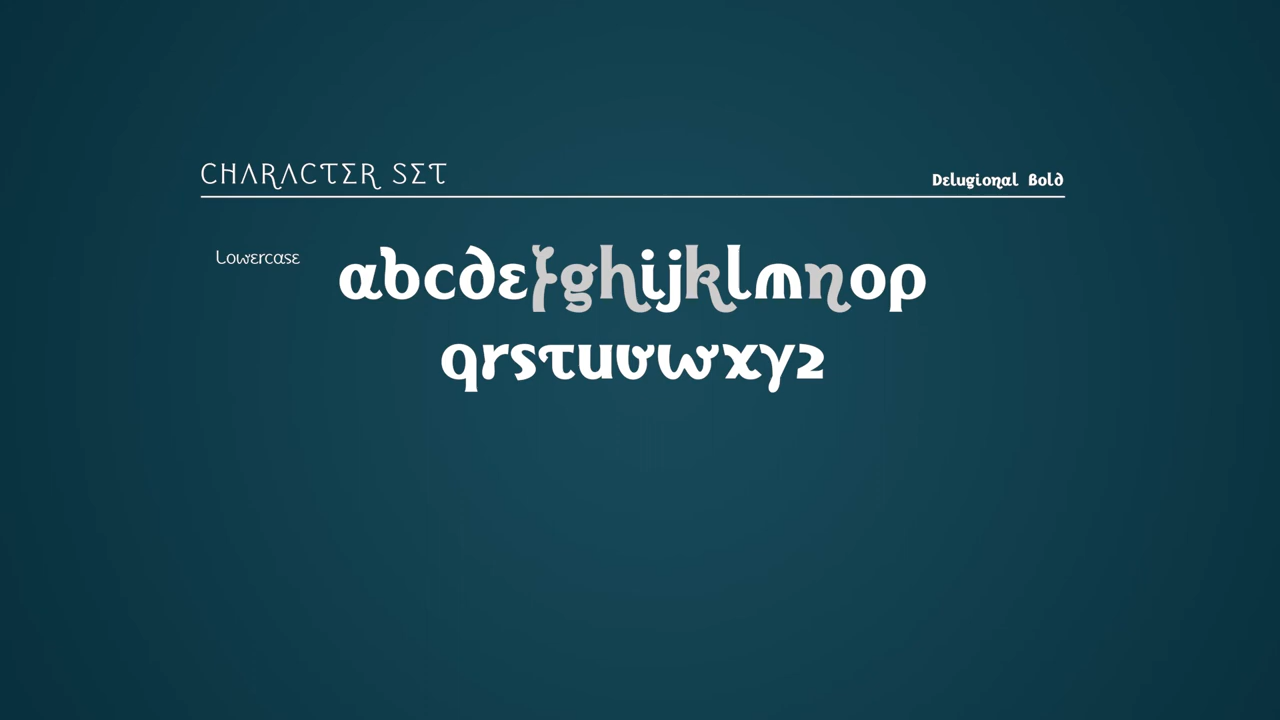 CHARACTER SET
Delugional Bold
Lowercase
abcdefghijklmnop
qrstuvwxyz